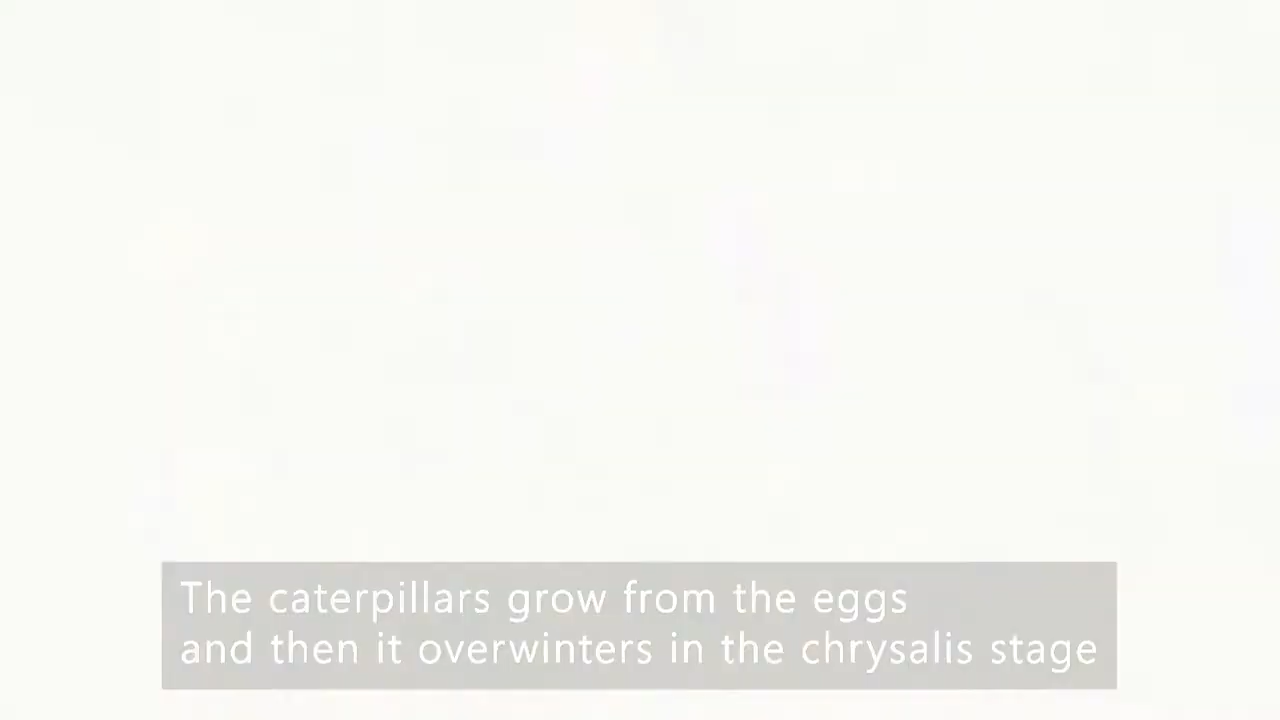 The caterpillars grow from the eggs
and then it overwinters in the chrysalis stage